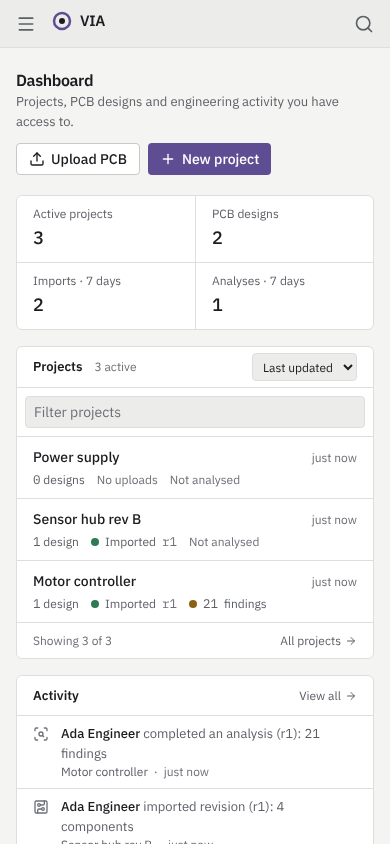 VIA
Dashboard
Projects, PCB designs and engineering activity you have
access to.
Upload PCB
New project
Active projects
3
PCB designs
2
Imports · 7 days
2
Analyses · 7 days
1
Projects 3 active
Last updated
Filter projects
Power supply just now
0 designs No uploads Not analysed
Sensor hub rev B just now
1 design Imported r1 Not analysed
Motor controller just now
1 design Imported r1 21 findings
Showing 3 of 3 All projects →
Activity View all →
Ada Engineer completed an analysis (r1): 21
findings
Motor controller · just now
Ada Engineer imported revision (r1): 4
components
Sensor hub rev B · just now